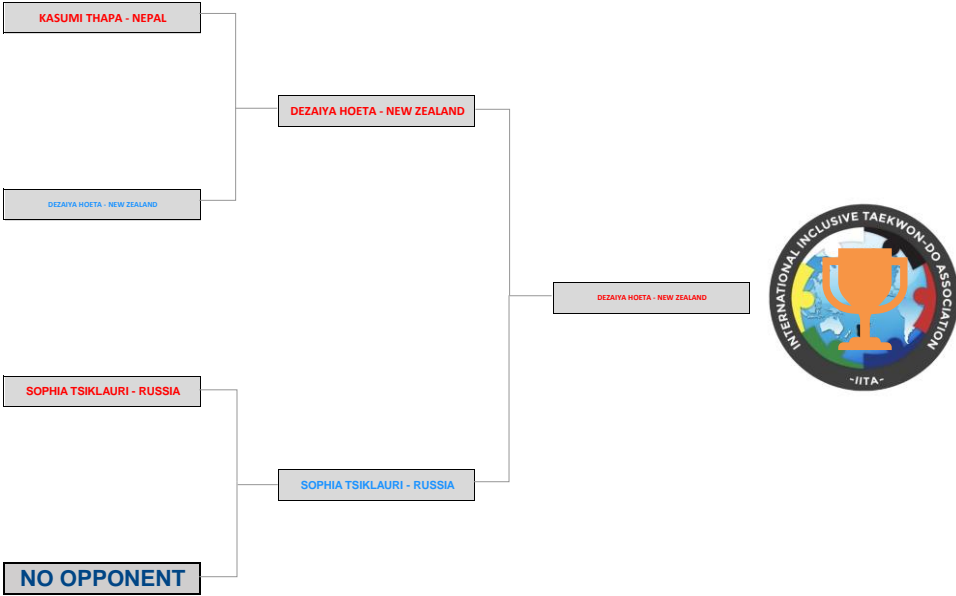 KASUMI THAPA - NEPAL
DEZAIYA HOETA - NEW ZEALAND
DEZAIYA HOETA - NEW ZEALAND
INTERNATIONAL INCLUSIVE TAEKWON-DO ASSOCIATION
DEZAIYA HOETA - NEW ZEALAND
-IITA-
SOPHIA TSIKLAURI - RUSSIA
SOPHIA TSIKLAURI - RUSSIA
NO OPPONENT